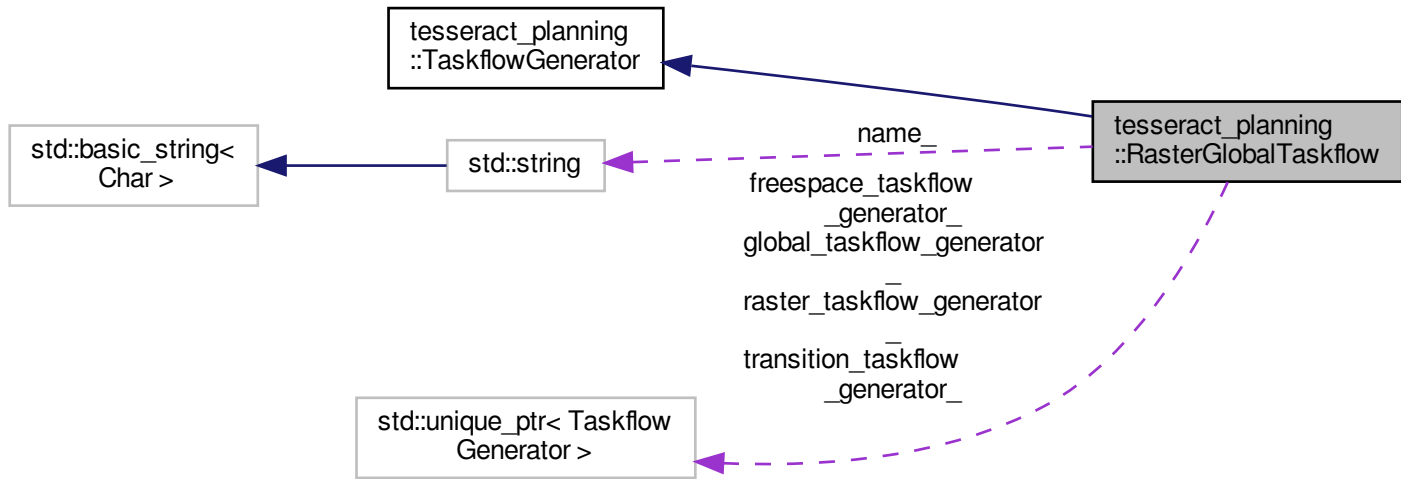 tesseract_planning
::TaskflowGenerator
tesseract_planning
::RasterGlobalTaskflow
name_
std::basic_string<
Char >
std::string
freespace_taskflow
_generator_
global_taskflow_generator
_
raster_taskflow_generator
_
transition_taskflow
_generator_
std::unique_ptr< Taskflow
Generator >